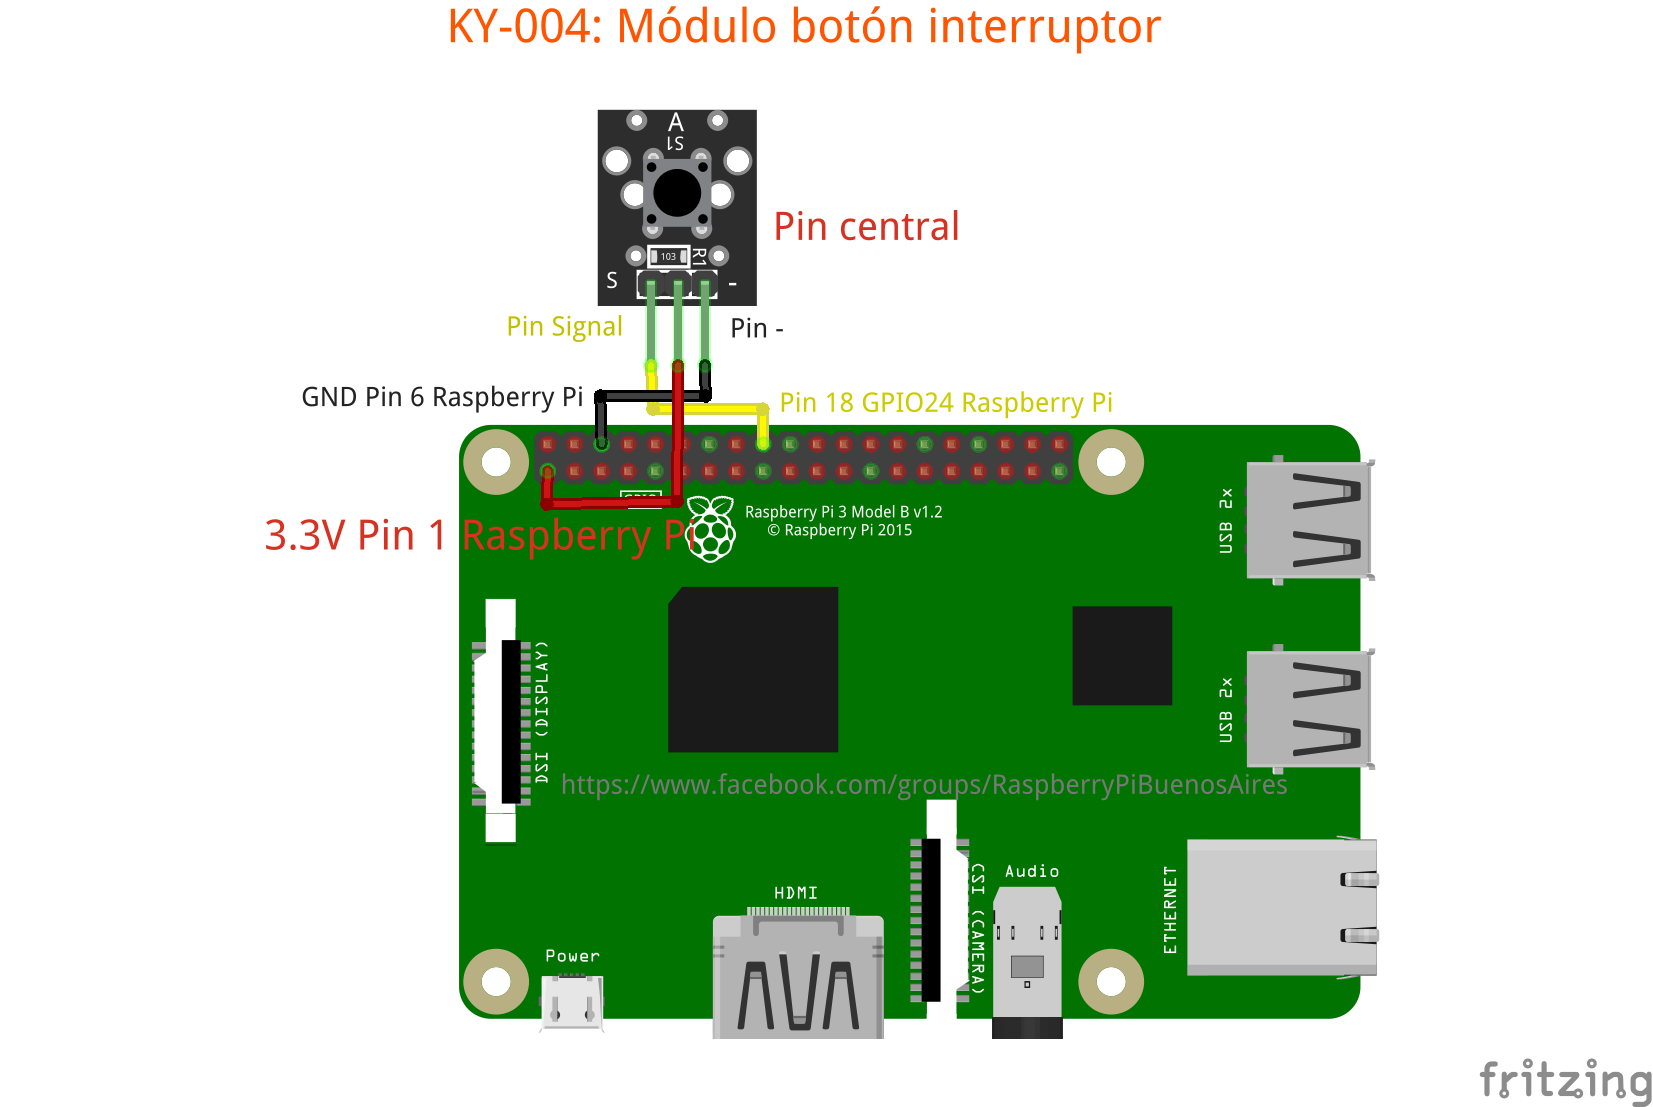 KY-004: Módulo botón interruptor
A
S1
Pin central
103
R1
S
-
Pin Signal
Pin -
GND Pin 6 Raspberry Pi
Pin 18 GPIO24 Raspberry Pi
Raspberry Pi 3 Model B v1.2
© Raspberry Pi 2015
3.3V Pin 1 Raspberry Pi
USB 2x
DSI (DISPLAY)
USB 2x
https://www.facebook.com/groups/RaspberryPiBuenosAires
Audio
HDMI
CSI (CAMERA)
ETHERNET
Power
fritzing